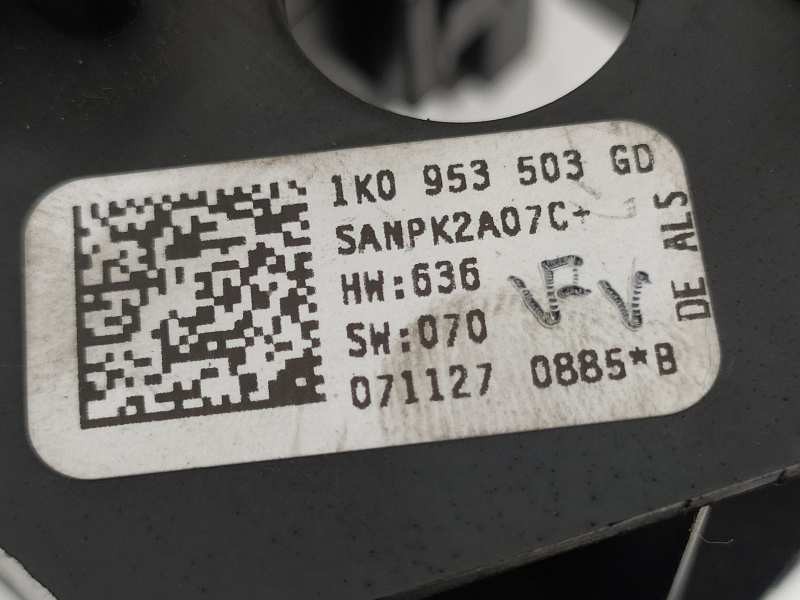 1K0 953 503 GD
SANPK2A07C+
HW:636
SW:070
071127 0885*B
DE ALS